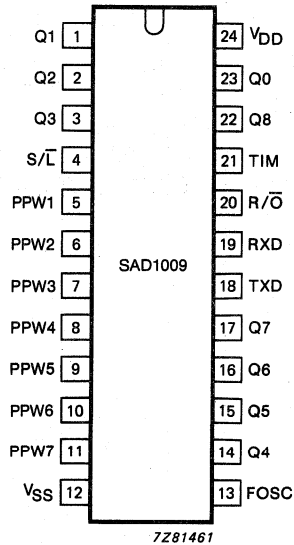 Q1 1 24 VDD
Q2 2 23 Q0
Q3 3 22 Q8
S/L̅ 4 21 TIM
PPW1 5 20 R/O̅
PPW2 6 19 RXD
SAD1009
PPW3 7 18 TXD
PPW4 8 17 Q7
PPW5 9 16 Q6
PPW6 10 15 Q5
PPW7 11 14 Q4
VSS 12 13 FOSC
7Z81461